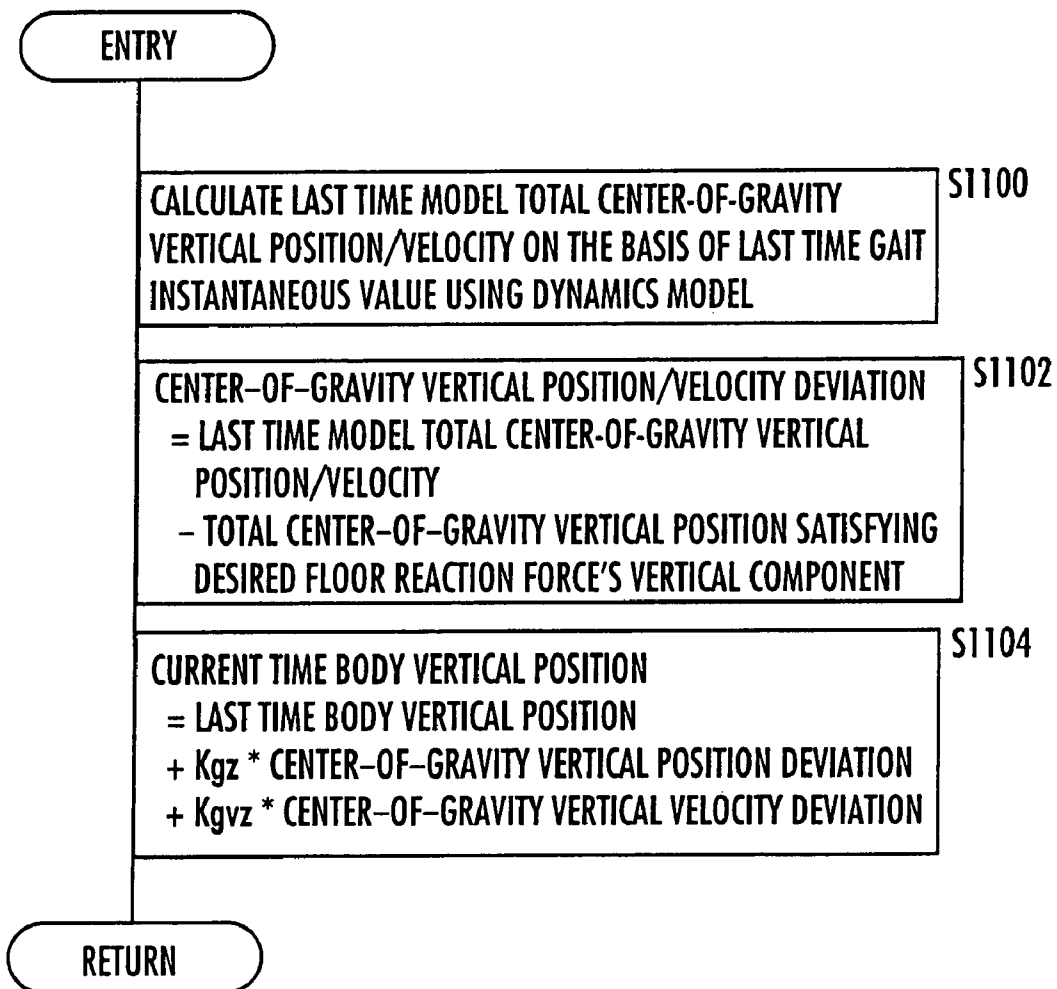 ENTRY
S1100
CALCULATE LAST TIME MODEL TOTAL CENTER-OF-GRAVITY
VERTICAL POSITION/VELOCITY ON THE BASIS OF LAST TIME GAIT
INSTANTANEOUS VALUE USING DYNAMICS MODEL
S1102
CENTER–OF–GRAVITY VERTICAL POSITION/VELOCITY DEVIATION
= LAST TIME MODEL TOTAL CENTER-OF-GRAVITY VERTICAL
POSITION/VELOCITY
– TOTAL CENTER–OF–GRAVITY VERTICAL POSITION SATISFYING
DESIRED FLOOR REACTION FORCE'S VERTICAL COMPONENT
S1104
CURRENT TIME BODY VERTICAL POSITION
= LAST TIME BODY VERTICAL POSITION
+ Kgz * CENTER–OF–GRAVITY VERTICAL POSITION DEVIATION
+ Kgvz * CENTER–OF–GRAVITY VERTICAL VELOCITY DEVIATION
RETURN